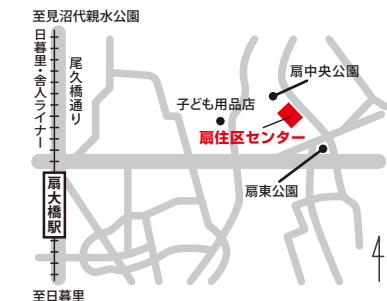 至見沼代親水公園
日暮里・舎人ライナー
尾久橋通り
扇中央公園
子ども用品店
扇住区センター
扇東公園
扇大橋駅
至日暮里
4